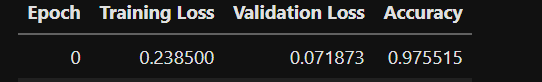 Epoch Training Loss Validation Loss Accuracy
0 0.238500 0.071873 0.975515